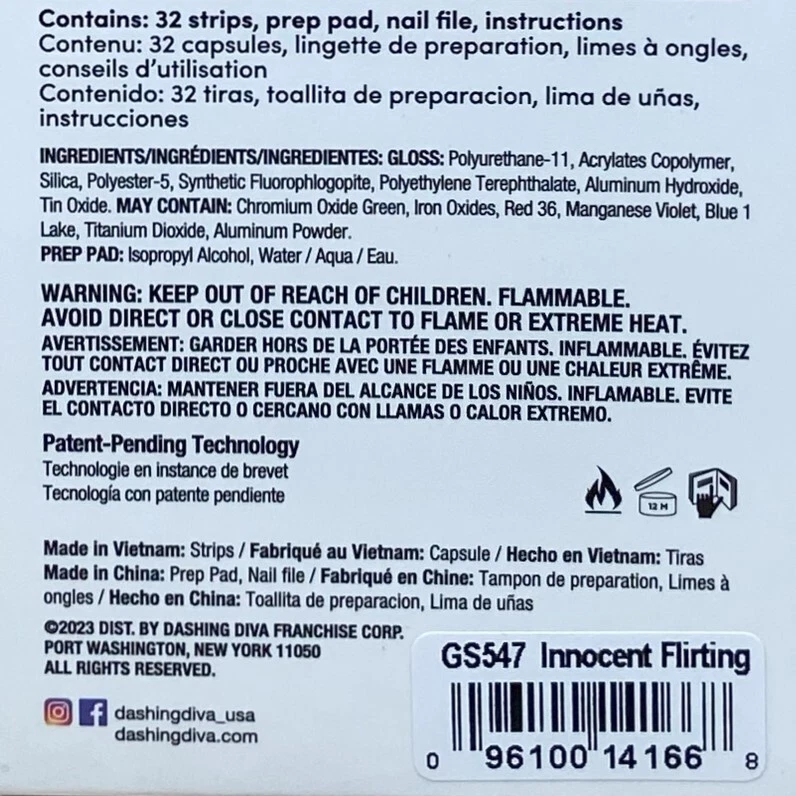 Contains: 32 strips, prep pad, nail file, instructions
Contenu: 32 capsules, lingette de preparation, limes à ongles,
conseils d'utilisation
Contenido: 32 tiras, toallita de preparacion, lima de uñas,
instrucciones
INGREDIENTS/INGRÉDIENTS/INGREDIENTES: GLOSS: Polyurethane-11, Acrylates Copolymer,
Silica, Polyester-5, Synthetic Fluorophlogopite, Polyethylene Terephthalate, Aluminum Hydroxide,
Tin Oxide. MAY CONTAIN: Chromium Oxide Green, Iron Oxides, Red 36, Manganese Violet, Blue 1
Lake, Titanium Dioxide, Aluminum Powder.
PREP PAD: Isopropyl Alcohol, Water / Aqua / Eau.
WARNING: KEEP OUT OF REACH OF CHILDREN. FLAMMABLE.
AVOID DIRECT OR CLOSE CONTACT TO FLAME OR EXTREME HEAT.
AVERTISSEMENT: GARDER HORS DE LA PORTÉE DES ENFANTS. INFLAMMABLE. ÉVITEZ
TOUT CONTACT DIRECT OU PROCHE AVEC UNE FLAMME OU UNE CHALEUR EXTRÊME.
ADVERTENCIA: MANTENER FUERA DEL ALCANCE DE LOS NIÑOS. INFLAMABLE. EVITE
EL CONTACTO DIRECTO O CERCANO CON LLAMAS O CALOR EXTREMO.
Patent-Pending Technology
Technologie en instance de brevet
Tecnología con patente pendiente
12 M
Made in Vietnam: Strips / Fabriqué au Vietnam: Capsule / Hecho en Vietnam: Tiras
Made in China: Prep Pad, Nail file / Fabriqué en Chine: Tampon de preparation, Limes à
ongles / Hecho en China: Toallita de preparacion, Lima de uñas
©2023 DIST. BY DASHING DIVA FRANCHISE CORP.
PORT WASHINGTON, NEW YORK 11050
ALL RIGHTS RESERVED.
dashingdiva_usa
dashingdiva.com
GS547 Innocent Flirting
0 96100 14166 8